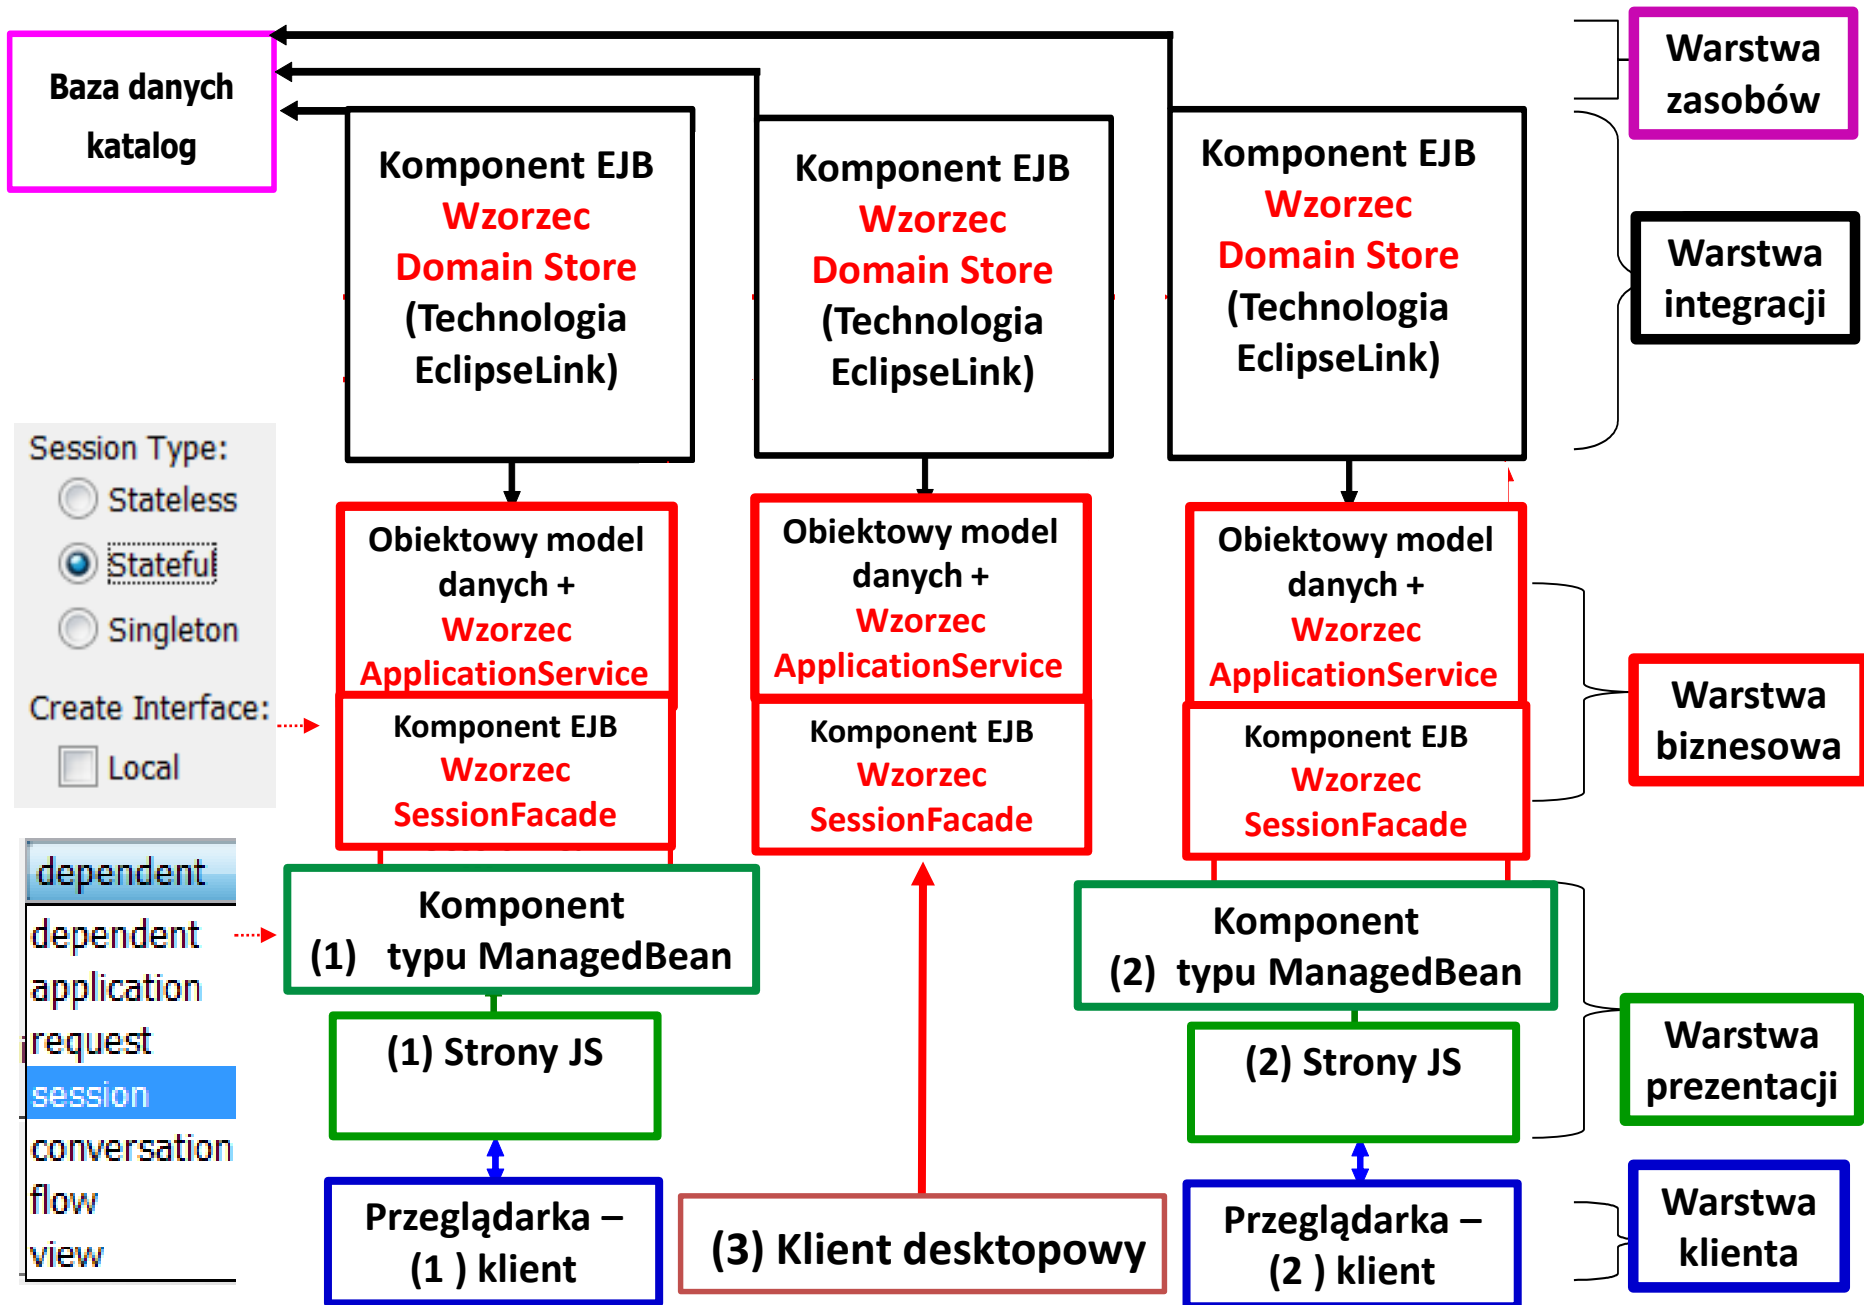 Baza danych
katalog
Komponent EJB
Wzorzec
Domain Store
(Technologia
EclipseLink)
Komponent EJB
Wzorzec
Domain Store
(Technologia
EclipseLink)
Komponent EJB
Wzorzec
Domain Store
(Technologia
EclipseLink)
Warstwa
zasobów
Warstwa
integracji
Session Type:
Stateless
Stateful
Singleton
Create Interface:
Local
Obiektowy model
danych +
Wzorzec
ApplicationService
Komponent EJB
Wzorzec
SessionFacade
Obiektowy model
danych +
Wzorzec
ApplicationService
Komponent EJB
Wzorzec
SessionFacade
Obiektowy model
danych +
Wzorzec
ApplicationService
Komponent EJB
Wzorzec
SessionFacade
Warstwa
biznesowa
dependent
dependent
application
request
session
conversation
flow
view
Komponent
(1) typu ManagedBean
(1) Strony JS
Przeglądarka –
(1 ) klient
(3) Klient desktopowy
Komponent
(2) typu ManagedBean
(2) Strony JS
Przeglądarka –
(2 ) klient
Warstwa
prezentacji
Warstwa
klienta